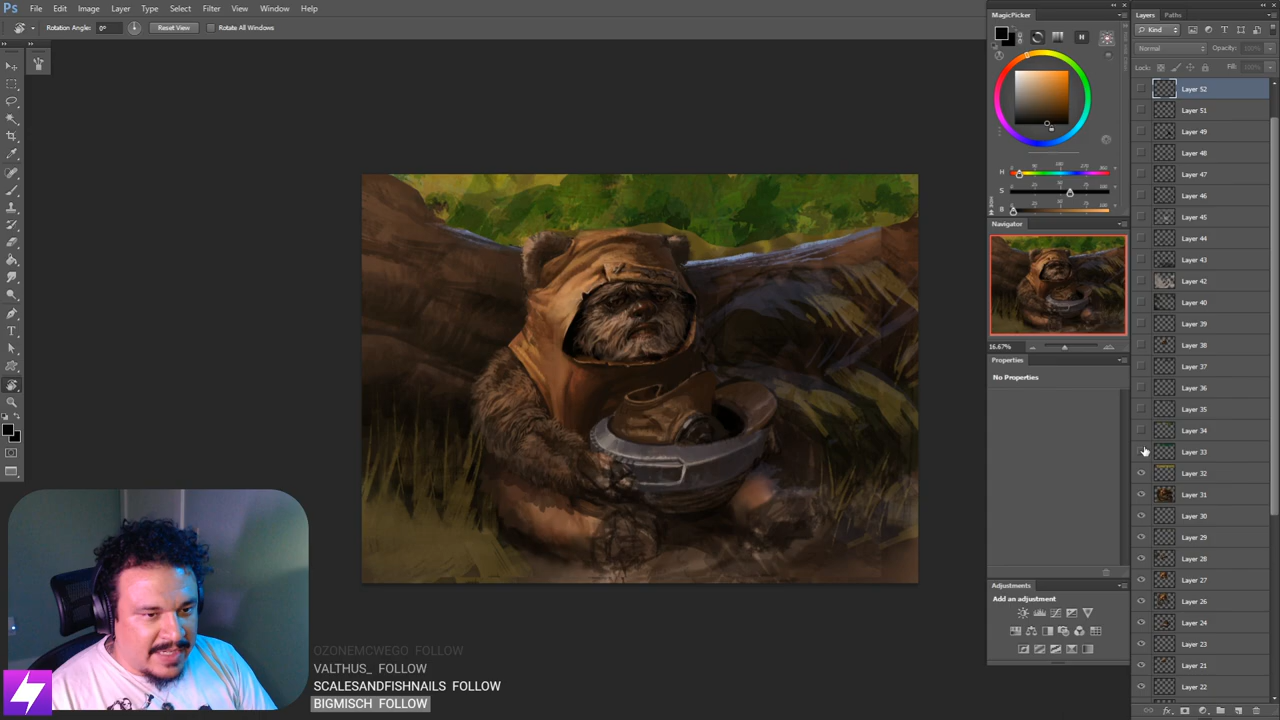 Ps File Edit Image Layer Type Select Filter View Window Help
Rotation Angle: 0° Reset View Rotate All Windows
MagicPicker
H
H
S
B
Navigator
16.67%
Properties
No Properties
Adjustments
Add an adjustment
Layers Paths
Kind
Normal Opacity: 100%
Lock: Fill: 100%
Layer 52
Layer 51
Layer 49
Layer 48
Layer 47
Layer 46
Layer 45
Layer 44
Layer 43
Layer 42
Layer 40
Layer 39
Layer 38
Layer 37
Layer 36
Layer 35
Layer 34
Layer 33
Layer 32
Layer 31
Layer 30
Layer 29
Layer 28
Layer 27
Layer 26
Layer 24
Layer 23
Layer 21
Layer 22
OZONEMCWEGO FOLLOW
VALTHUS_ FOLLOW
SCALESANDFISHNAILS FOLLOW
BIGMISCH FOLLOW